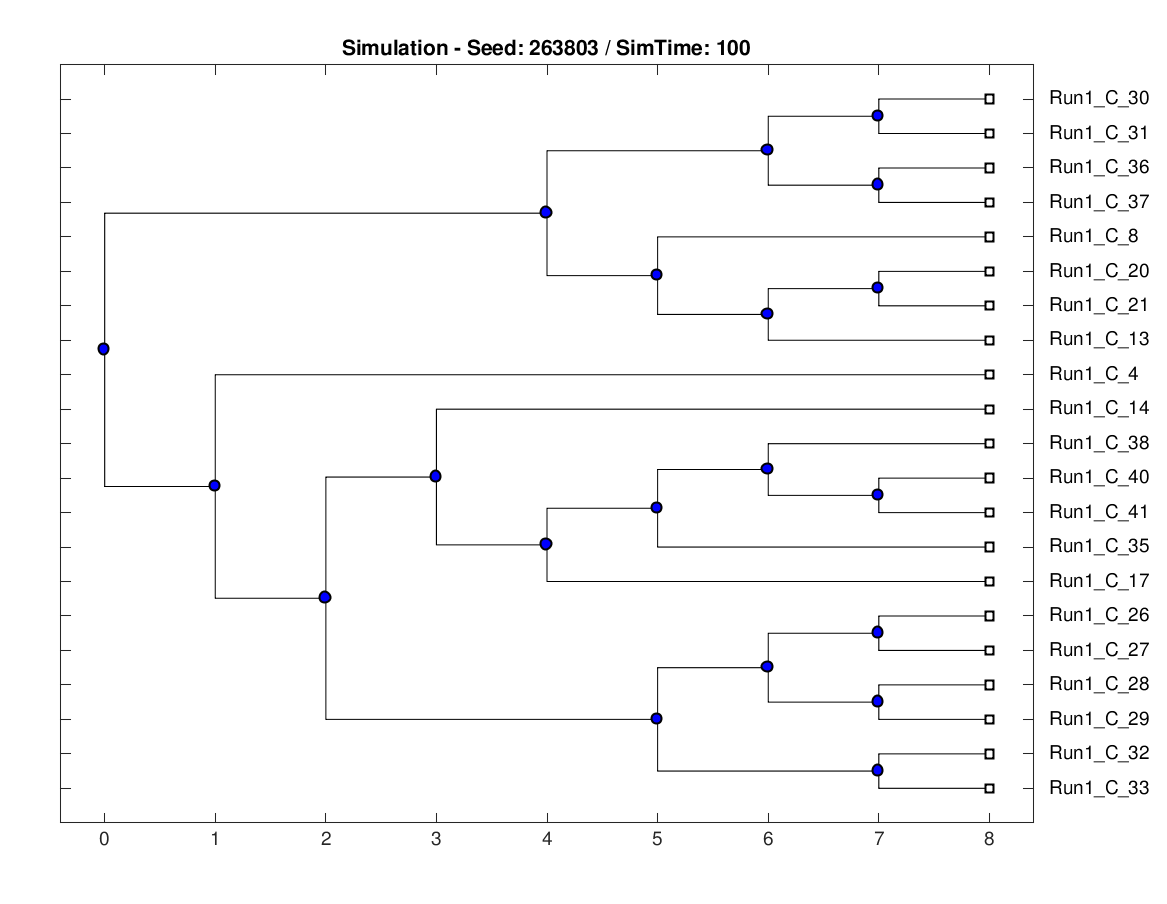 Simulation - Seed: 263803 / SimTime: 100
Run1_C_30
Run1_C_31
Run1_C_36
Run1_C_37
Run1_C_8
Run1_C_20
Run1_C_21
Run1_C_13
Run1_C_4
Run1_C_14
Run1_C_38
Run1_C_40
Run1_C_41
Run1_C_35
Run1_C_17
Run1_C_26
Run1_C_27
Run1_C_28
Run1_C_29
Run1_C_32
Run1_C_33
0 1 2 3 4 5 6 7 8